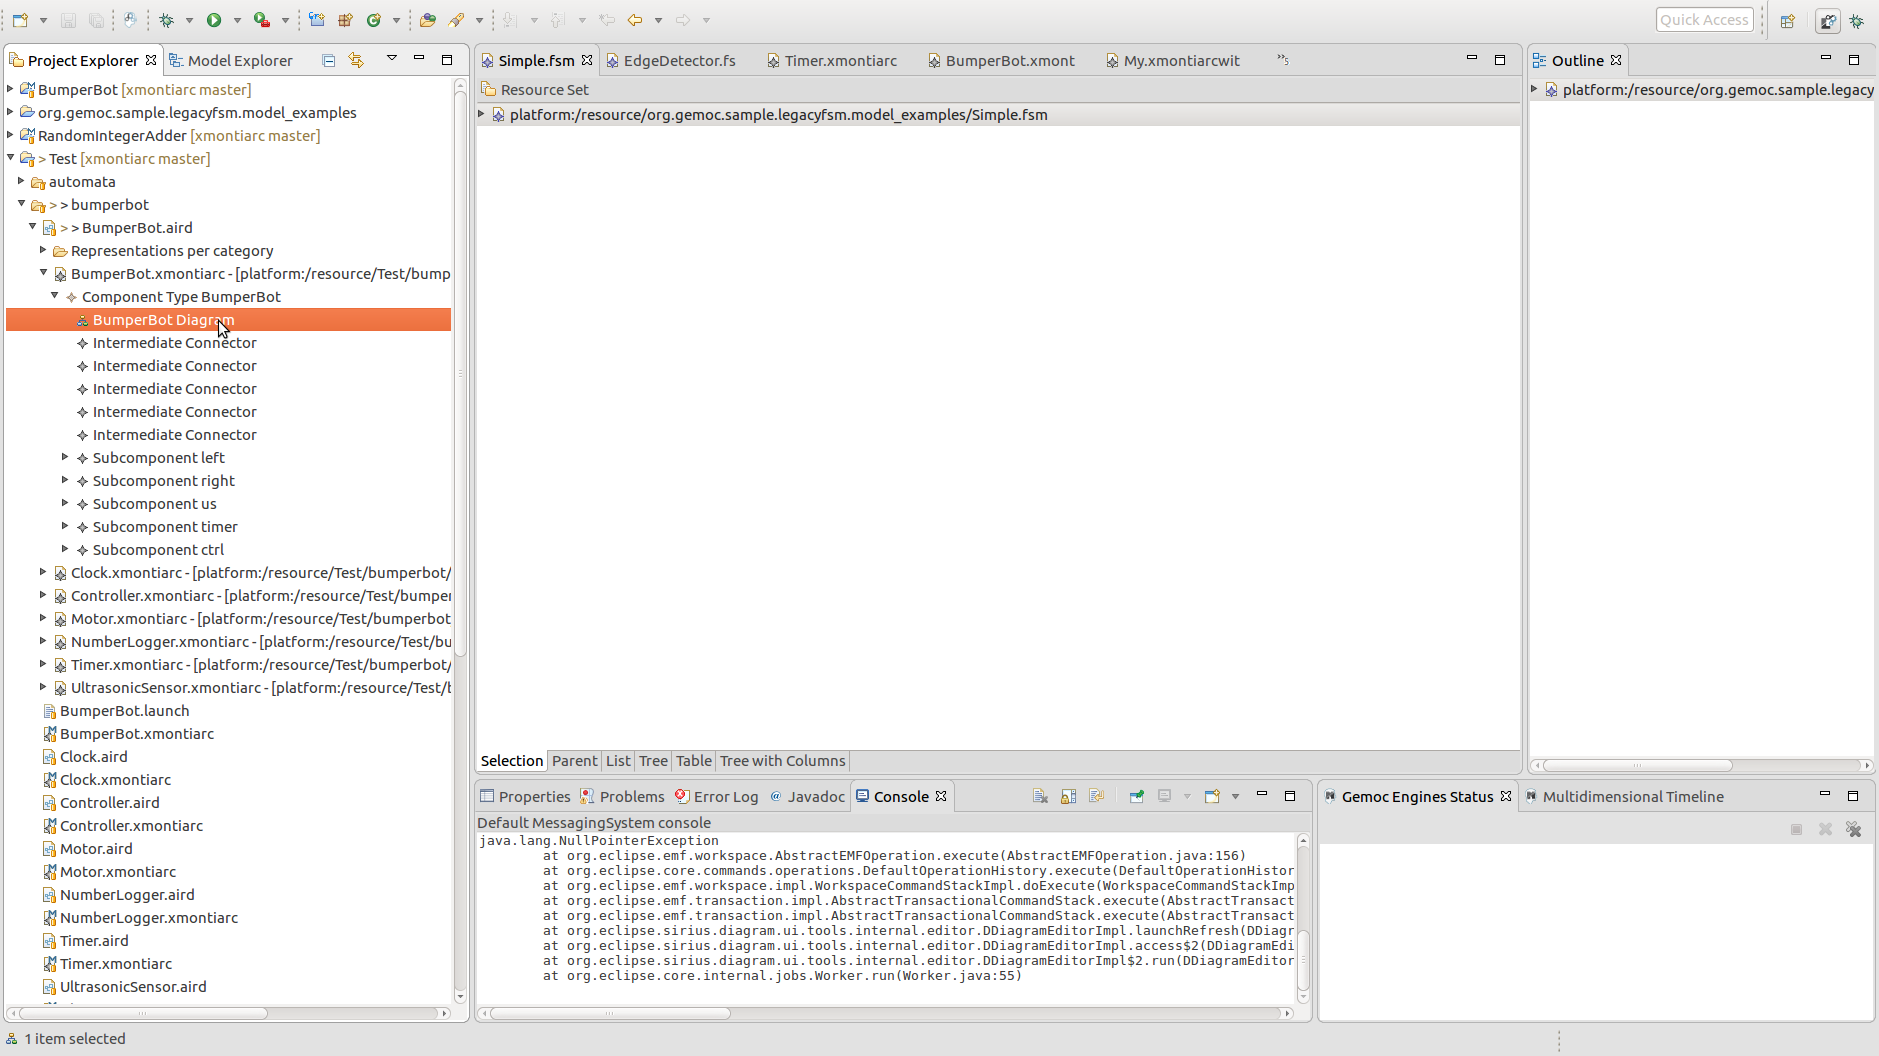 Quick Access
Project Explorer
Model Explorer
BumperBot [xmontiarc master]
org.gemoc.sample.legacyfsm.model_examples
RandomIntegerAdder [xmontiarc master]
> Test [xmontiarc master]
automata
> > bumperbot
> > BumperBot.aird
Representations per category
BumperBot.xmontiarc - [platform:/resource/Test/bump
Component Type BumperBot
BumperBot Diagram
Intermediate Connector
Intermediate Connector
Intermediate Connector
Intermediate Connector
Intermediate Connector
Subcomponent left
Subcomponent right
Subcomponent us
Subcomponent timer
Subcomponent ctrl
Clock.xmontiarc - [platform:/resource/Test/bumperbot/
Controller.xmontiarc - [platform:/resource/Test/bumper
Motor.xmontiarc - [platform:/resource/Test/bumperbot
NumberLogger.xmontiarc - [platform:/resource/Test/bu
Timer.xmontiarc - [platform:/resource/Test/bumperbot/
UltrasonicSensor.xmontiarc - [platform:/resource/Test/b
BumperBot.launch
BumperBot.xmontiarc
Clock.aird
Clock.xmontiarc
Controller.aird
Controller.xmontiarc
Motor.aird
Motor.xmontiarc
NumberLogger.aird
NumberLogger.xmontiarc
Timer.aird
Timer.xmontiarc
UltrasonicSensor.aird
1 item selected
Simple.fsm
EdgeDetector.fs
Timer.xmontiarc
BumperBot.xmont
My.xmontiarcwit
»5
Resource Set
platform:/resource/org.gemoc.sample.legacyfsm.model_examples/Simple.fsm
Selection Parent List Tree Table Tree with Columns
Outline
platform:/resource/org.gemoc.sample.legacy
Properties Problems Error Log @ Javadoc Console
Default MessagingSystem console
java.lang.NullPointerException
at org.eclipse.emf.workspace.AbstractEMFOperation.execute(AbstractEMFOperation.java:156)
at org.eclipse.core.commands.operations.DefaultOperationHistory.execute(DefaultOperationHistor
at org.eclipse.emf.workspace.impl.WorkspaceCommandStackImpl.doExecute(WorkspaceCommandStackImp
at org.eclipse.emf.transaction.impl.AbstractTransactionalCommandStack.execute(AbstractTransact
at org.eclipse.emf.transaction.impl.AbstractTransactionalCommandStack.execute(AbstractTransact
at org.eclipse.sirius.diagram.ui.tools.internal.editor.DDiagramEditorImpl.launchRefresh(DDiagr
at org.eclipse.sirius.diagram.ui.tools.internal.editor.DDiagramEditorImpl.access$2(DDiagramEdi
at org.eclipse.sirius.diagram.ui.tools.internal.editor.DDiagramEditorImpl$2.run(DDiagramEditor
at org.eclipse.core.internal.jobs.Worker.run(Worker.java:55)
Gemoc Engines Status
Multidimensional Timeline